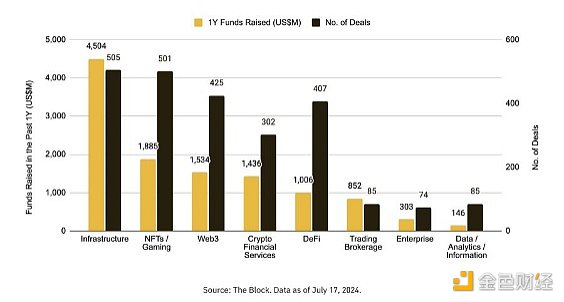 1Y Funds Raised (US$M) No. of Deals
Funds Raised in the Past 1Y (US$M)
5,000
4,000
3,000
2,000
1,000
0
4,504
505
1,885
501
1,534
425
1,436
302
1,006
407
852
85
303
74
146
85
600
400
200
0
No. of Deals
Infrastructure
NFTs /
Gaming
Web3
Crypto
Financial
Services
DeFi
Trading
Brokerage
Enterprise
Data /
Analytics /
Information
Source: The Block. Data as of July 17, 2024.
金色财经